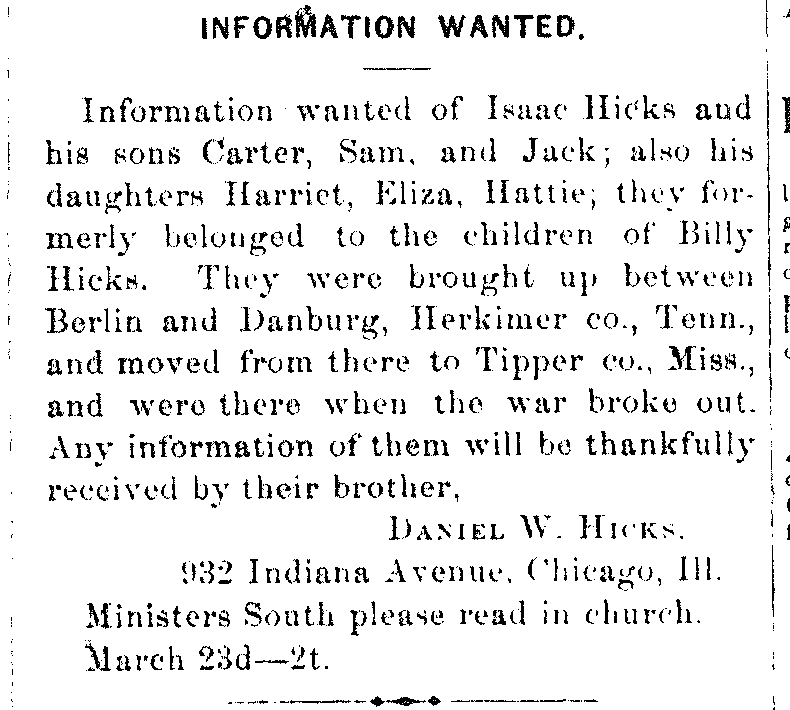 INFORMATION WANTED.
Information wanted of Isaac Hicks and
his sons Carter, Sam, and Jack; also his
daughters Harriet, Eliza, Hattie; they for-
merly belonged to the children of Billy
Hicks. They were brought up between
Berlin and Danburg, Herkimer co., Tenn.,
and moved from there to Tipper co., Miss.,
and were there when the war broke out.
Any information of them will be thankfully
received by their brother,
DANIEL W. HICKS.
932 Indiana Avenue, Chicago, Ill.
Ministers South please read in church.
March 23d—2t.